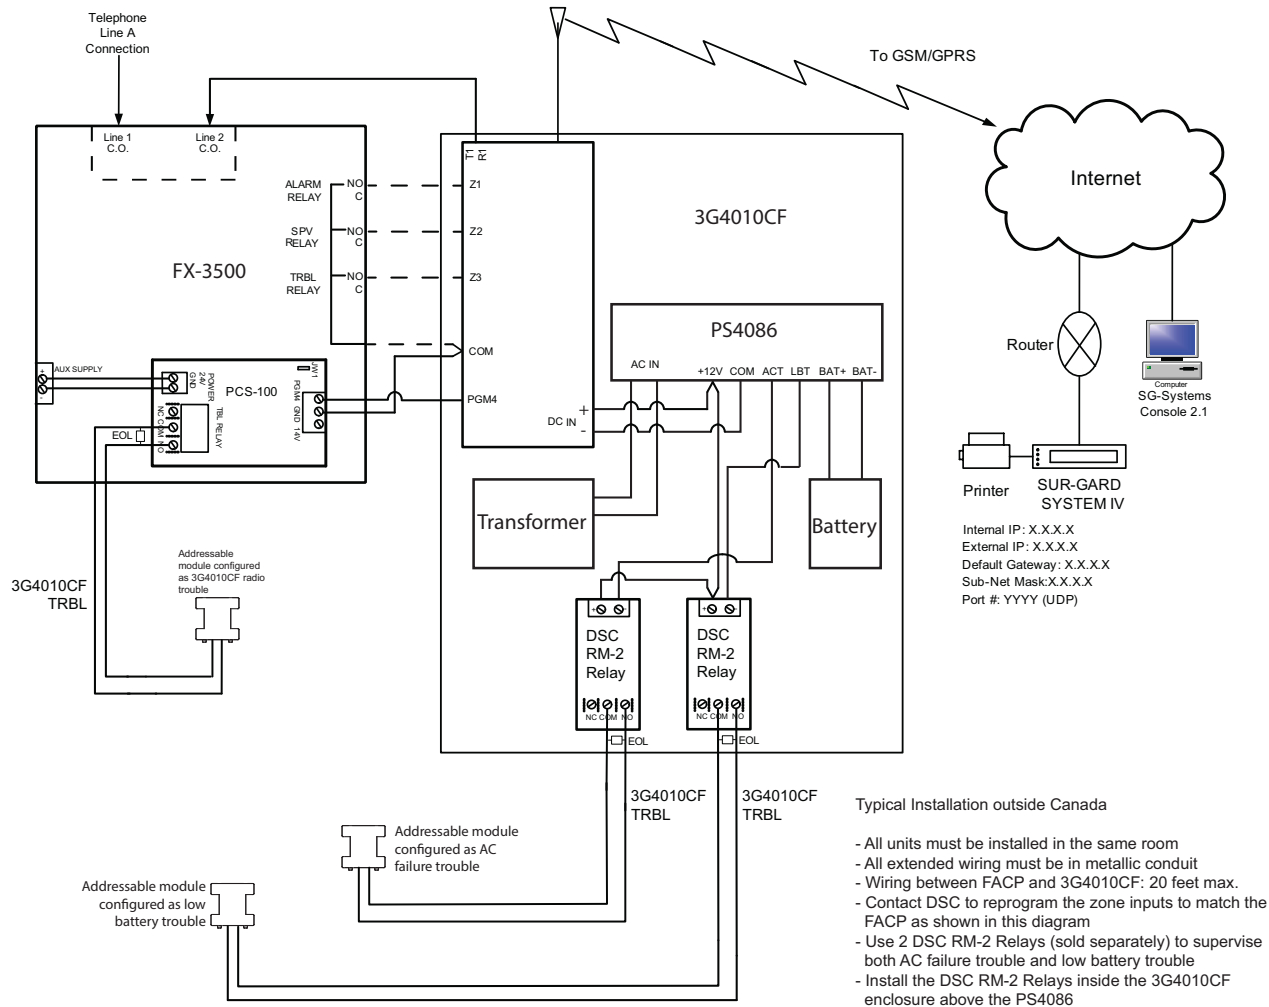 Telephone
Line A
Connection
To GSM/GPRS
Line 1
C.O.
Line 2
C.O.
T1
R1
ALARM
RELAY
NO
C
Z1
SPV
RELAY
NO
C
Z2
TRBL
RELAY
NO
C
Z3
FX-3500
3G4010CF
Internet
COM
PGM4
DC IN
+
-
PS4086
AC IN
+12V
COM
ACT
LBT
BAT+
BAT-
AUX SUPPLY
+
-
POWER
24V
GND
PCS-100
JW1
PGM4
GND
14V
TBL RELAY
NC
COM
NO
EOL
Router
Computer
SG-Systems
Console 2.1
Printer
SUR-GARD
SYSTEM IV
Internal IP: X.X.X.X
External IP: X.X.X.X
Default Gateway: X.X.X.X
Sub-Net Mask:X.X.X.X
Port #: YYYY (UDP)
Transformer
Battery
Addressable
module configured
as 3G4010CF radio
trouble
3G4010CF
TRBL
+
-
DSC
RM-2
Relay
NC
COM
NO
EOL
+
-
DSC
RM-2
Relay
NC
COM
NO
EOL
3G4010CF
TRBL
3G4010CF
TRBL
Addressable module
configured as AC
failure trouble
Addressable module
configured as low
battery trouble
Typical Installation outside Canada
- All units must be installed in the same room
- All extended wiring must be in metallic conduit
- Wiring between FACP and 3G4010CF: 20 feet max.
- Contact DSC to reprogram the zone inputs to match the
FACP as shown in this diagram
- Use 2 DSC RM-2 Relays (sold separately) to supervise
both AC failure trouble and low battery trouble
- Install the DSC RM-2 Relays inside the 3G4010CF
enclosure above the PS4086